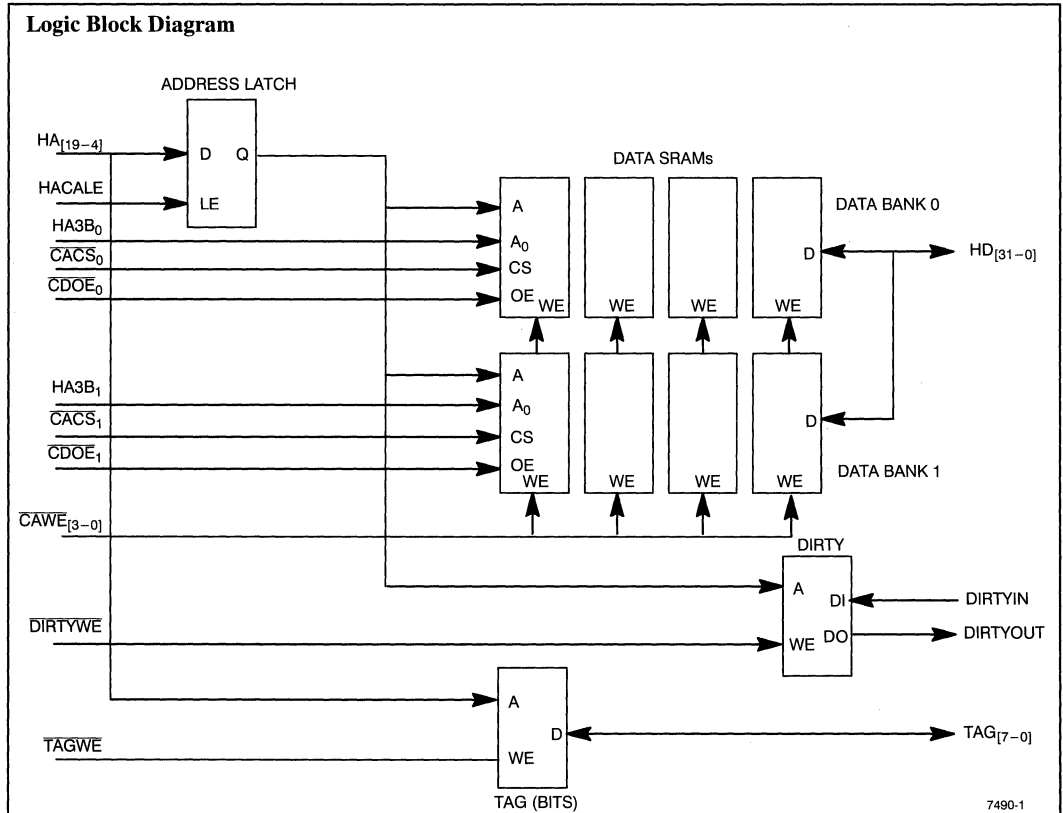 Logic Block Diagram
ADDRESS LATCH
HA[19–4]
D Q
DATA SRAMs
HACALE
LE
A
DATA BANK 0
HA3B0
A0
D
HD[31–0]
CACS0
CS
CDOE0
OE
WE WE WE WE
A
HA3B1
A0
D
CACS1
CS
CDOE1
OE
DATA BANK 1
WE WE WE WE
CAWE[3–0]
DIRTY
A
DI
DIRTYIN
DIRTYWE
WE
DO
DIRTYOUT
A
D
TAG[7–0]
TAGWE
WE
TAG (BITS)
7490-1